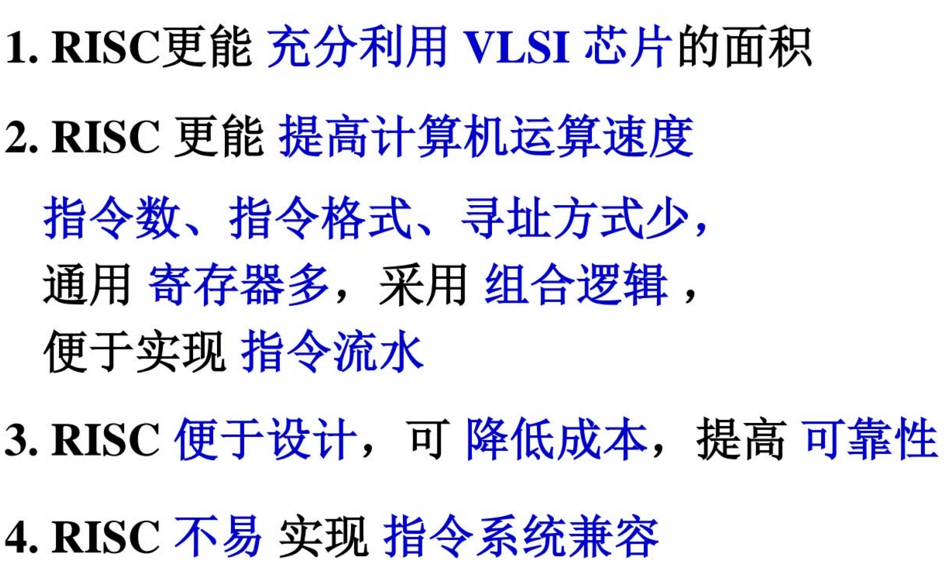 1. RISC更能 充分利用 VLSI 芯片的面积
2. RISC 更能 提高计算机运算速度
指令数、指令格式、寻址方式少，
通用 寄存器多，采用 组合逻辑 ，
便于实现 指令流水
3. RISC 便于设计，可 降低成本，提高 可靠性
4. RISC 不易 实现 指令系统兼容